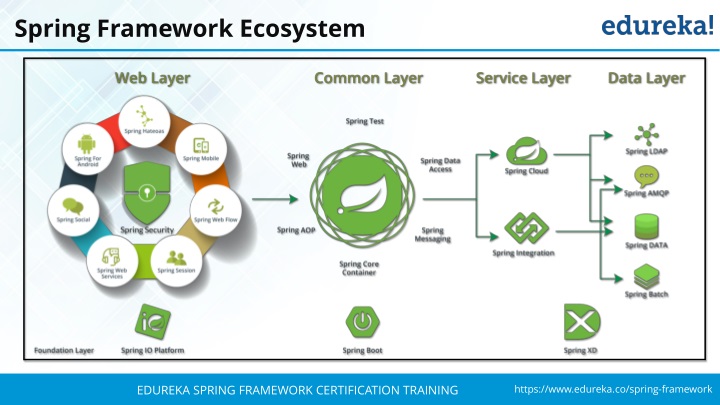 Spring Framework Ecosystem
edureka!
Web Layer
Common Layer
Service Layer
Data Layer
Spring Hateoas
Spring For
Android
Spring Mobile
Spring Social
Spring Security
Spring Web Flow
Spring Web
Services
Spring Session
Spring Test
Spring
Web
Spring Data
Access
Spring AOP
Spring
Messaging
Spring Core
Container
Spring Cloud
Spring Integration
Spring LDAP
Spring AMQP
Spring DATA
Spring Batch
Foundation Layer
Spring IO Platform
Spring Boot
XD
Spring XD
EDUREKA SPRING FRAMEWORK CERTIFICATION TRAINING
https://www.edureka.co/spring-framework